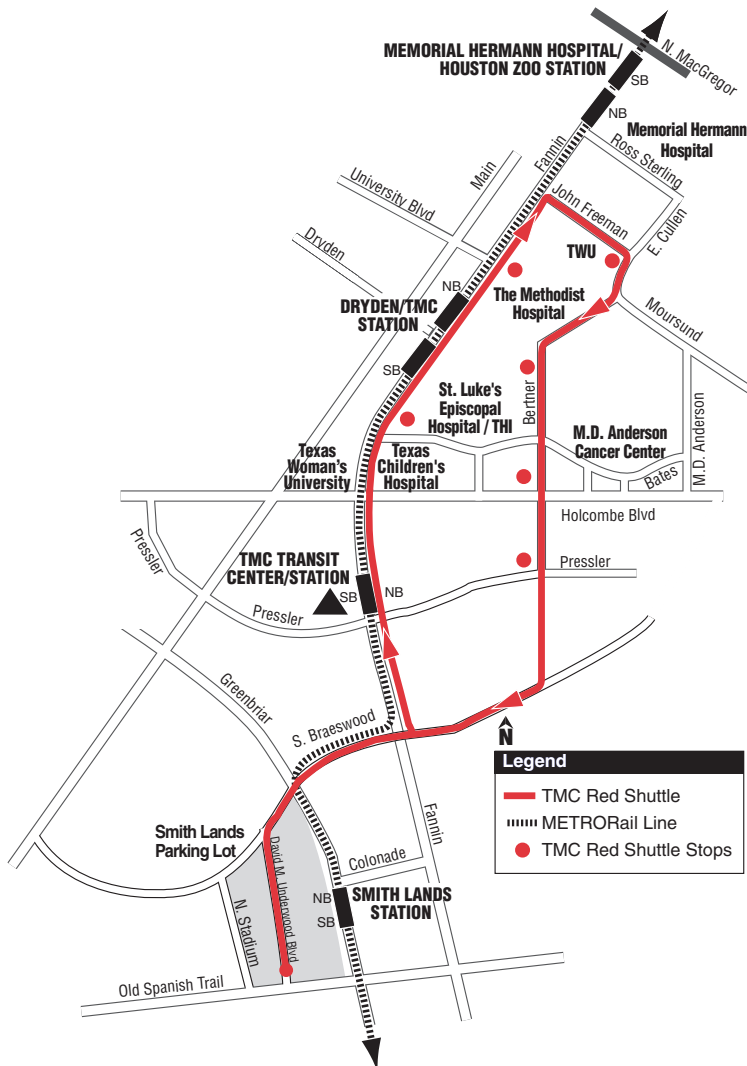 MEMORIAL HERMANN HOSPITAL/
HOUSTON ZOO STATION
N. MacGregor
SB
NB
Memorial Hermann
Hospital
Fannin
Ross Sterling
Main
University Blvd
John Freeman
E. Cullen
Dryden
TWU
NB
The Methodist
Hospital
DRYDEN/TMC
STATION
Moursund
SB
St. Luke's
Episcopal
Hospital / THI
Bertner
M.D. Anderson
Cancer Center
M.D. Anderson
Texas
Woman's
University
Texas
Children's
Hospital
Bates
Holcombe Blvd
Pressler
TMC TRANSIT
CENTER/STATION
Pressler
SB
NB
Pressler
Greenbriar
S. Braeswood
N
Legend
TMC Red Shuttle
METRORail Line
TMC Red Shuttle Stops
Fannin
Smith Lands
Parking Lot
Colonade
David M. Underwood Blvd
NB
SMITH LANDS
STATION
SB
N. Stadium
Old Spanish Trail